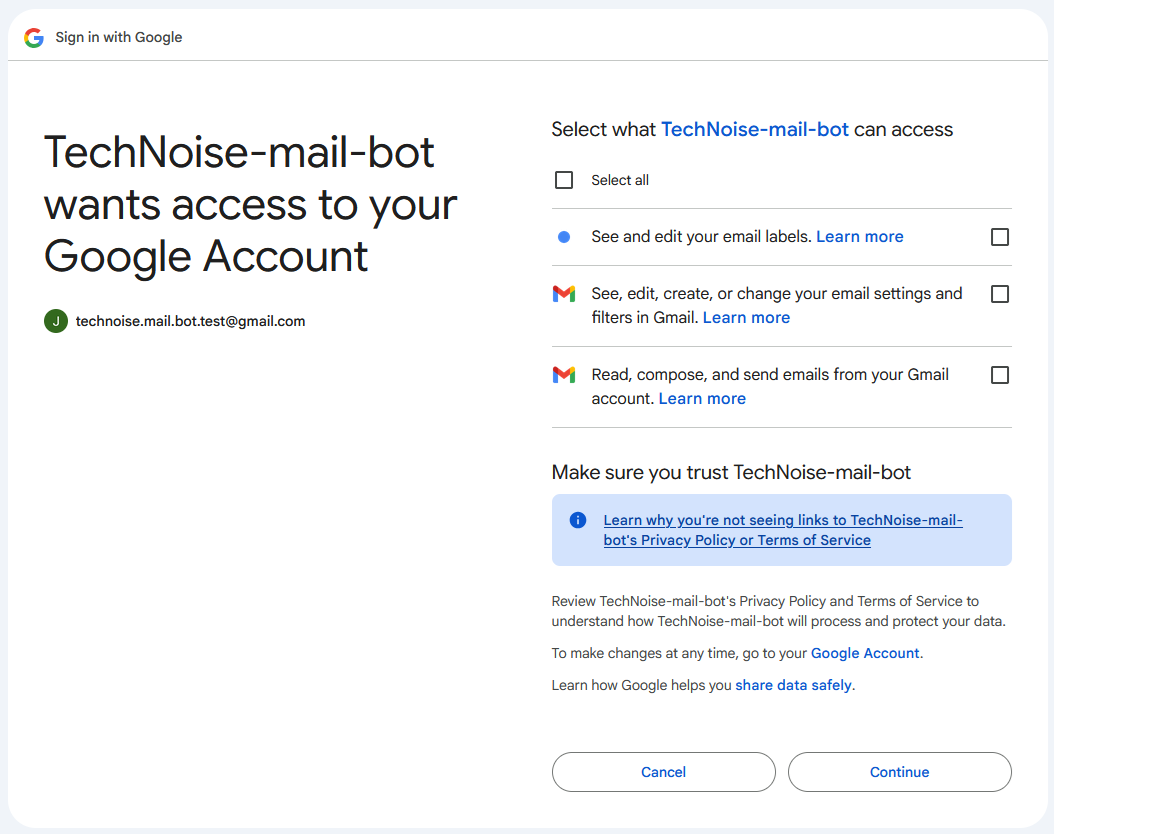 Sign in with Google
TechNoise-mail-bot
wants access to your
Google Account
J technoise.mail.bot.test@gmail.com
Select what TechNoise-mail-bot can access
Select all
See and edit your email labels. Learn more
See, edit, create, or change your email settings and
filters in Gmail. Learn more
Read, compose, and send emails from your Gmail
account. Learn more
Make sure you trust TechNoise-mail-bot
Learn why you're not seeing links to TechNoise-mail-
bot's Privacy Policy or Terms of Service
Review TechNoise-mail-bot's Privacy Policy and Terms of Service to
understand how TechNoise-mail-bot will process and protect your data.
To make changes at any time, go to your Google Account.
Learn how Google helps you share data safely.
Cancel
Continue